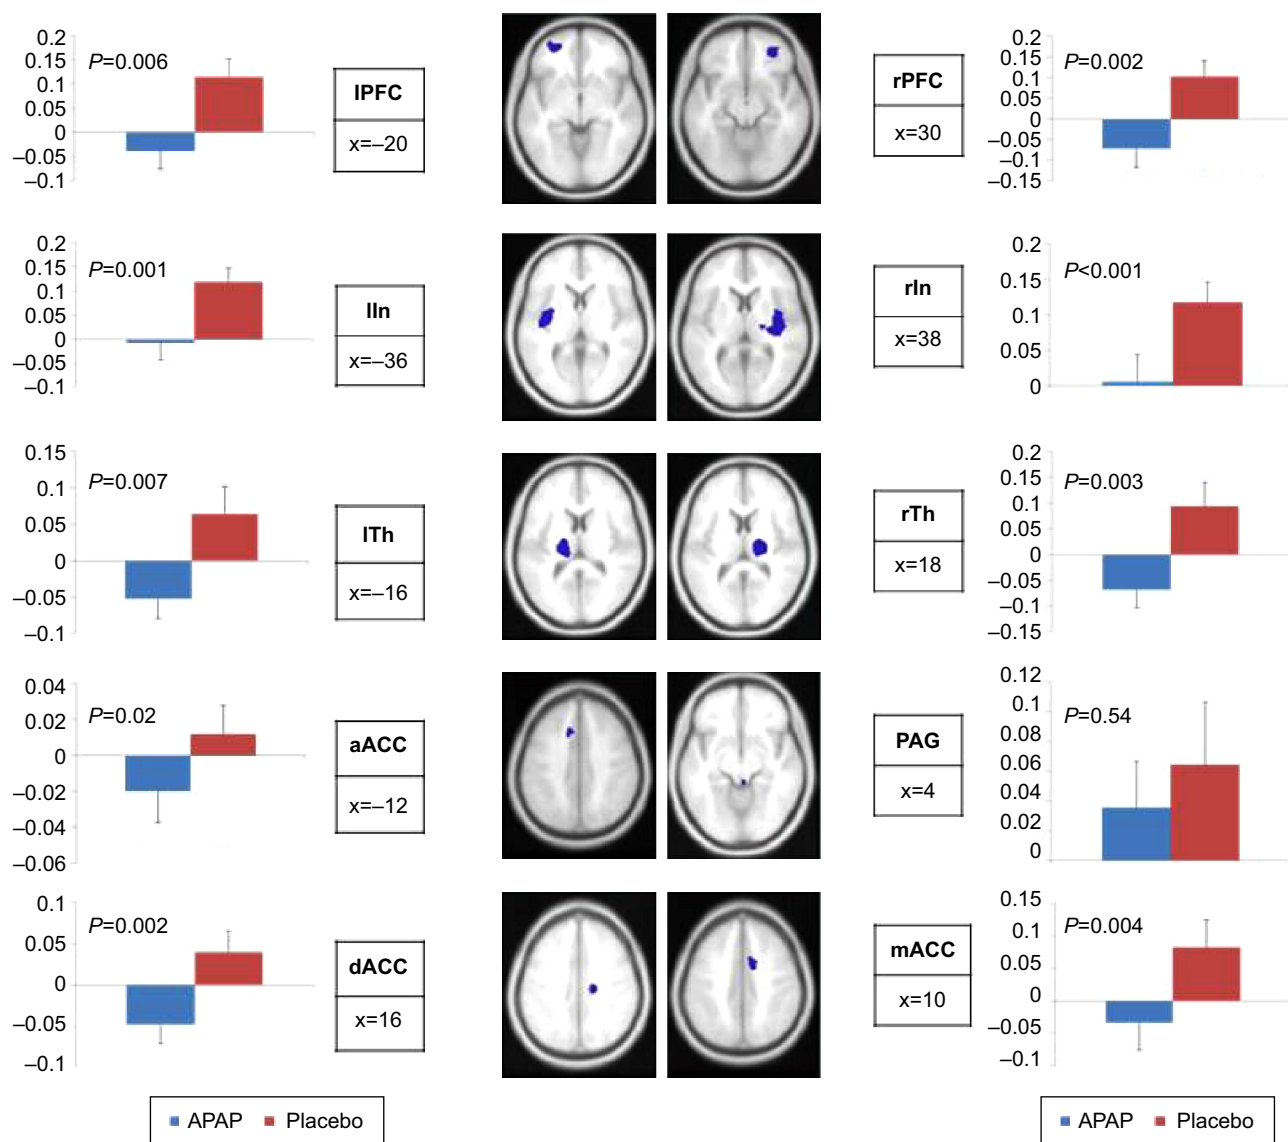 0.2
0.15
0.1
0.05
0
–0.05
–0.1
P=0.006
lPFC
x=–20
rPFC
x=30
0.2
0.15
0.1
0.05
0
–0.05
–0.1
–0.15
P=0.002
0.2
0.15
0.1
0.05
0
–0.05
–0.1
P=0.001
lIn
x=–36
rIn
x=38
0.2
0.15
0.1
0.05
0
P<0.001
0.15
0.1
0.05
0
–0.05
–0.1
P=0.007
lTh
x=–16
rTh
x=18
0.2
0.15
0.1
0.05
0
–0.05
–0.1
–0.15
P=0.003
0.04
0.02
0
–0.02
–0.04
–0.06
P=0.02
aACC
x=–12
PAG
x=4
0.12
0.1
0.08
0.06
0.04
0.02
0
P=0.54
0.1
0.05
0
–0.05
–0.1
P=0.002
dACC
x=16
mACC
x=10
0.15
0.1
0.05
0
–0.05
–0.1
P=0.004
APAP Placebo
APAP Placebo